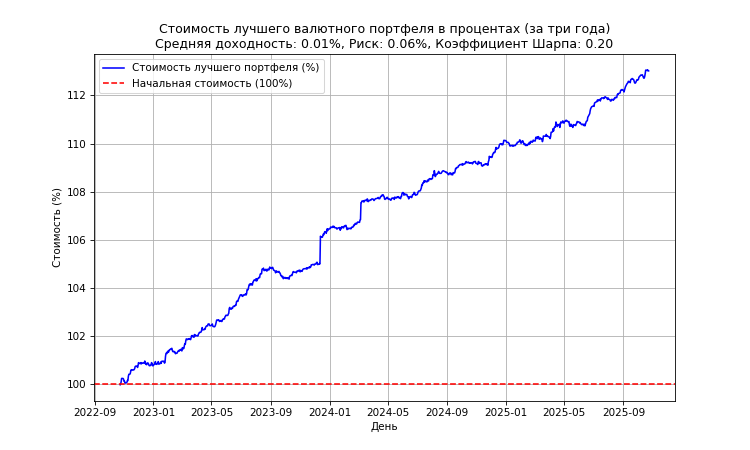 Стоимость лучшего валютного портфеля в процентах (за три года)
Средняя доходность: 0.01%, Риск: 0.06%, Коэффициент Шарпа: 0.20
Стоимость лучшего портфеля (%)
Начальная стоимость (100%)
Стоимость (%)
112
110
108
106
104
102
100
2022-09 2023-01 2023-05 2023-09 2024-01 2024-05 2024-09 2025-01 2025-05 2025-09
День